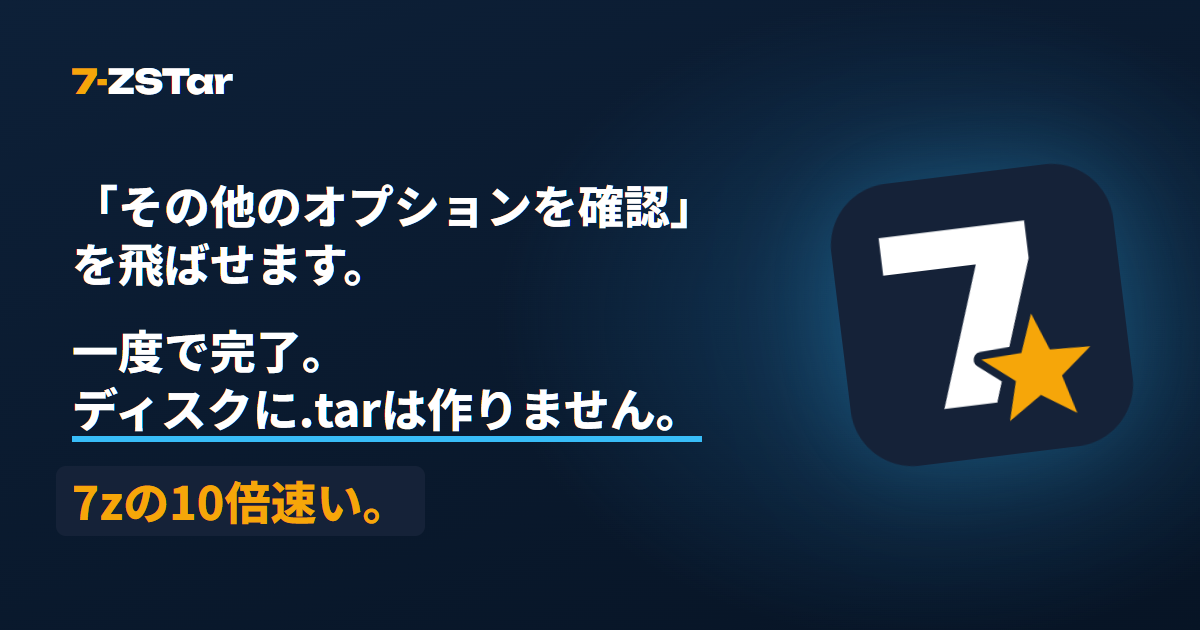 7-ZSTar
「その他のオプションを確認」
を飛ばせます。
一度で完了。
ディスクに.tarは作りません。
7zの10倍速い。
7